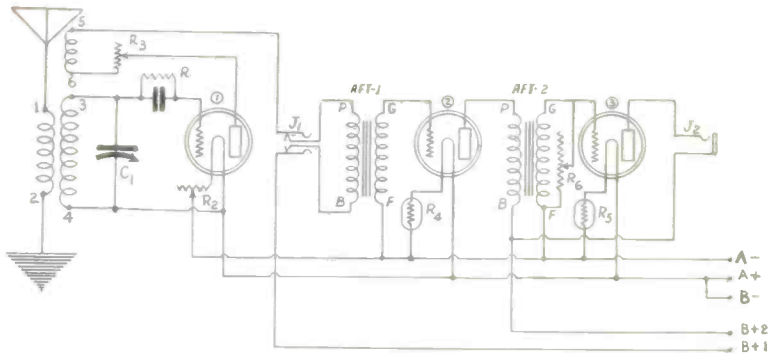 5
R3
6
R
3
1
2
4
C1
R2
1
J1
AFT-1
P
G
B
F
2
R4
AFT-2
P
G
B
F
R6
3
R5
J2
A-
A+
B-
B+2
B+1